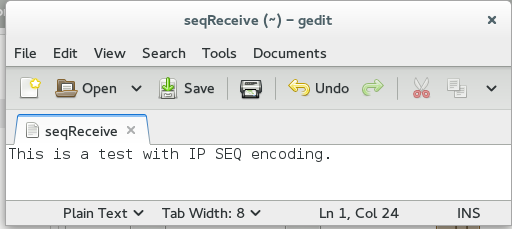 seqReceive (~) – gedit ×
File Edit View Search Tools Documents
Open Save Undo
seqReceive ×
This is a test with IP SEQ encoding.
Plain Text Tab Width: 8 Ln 1, Col 24 INS